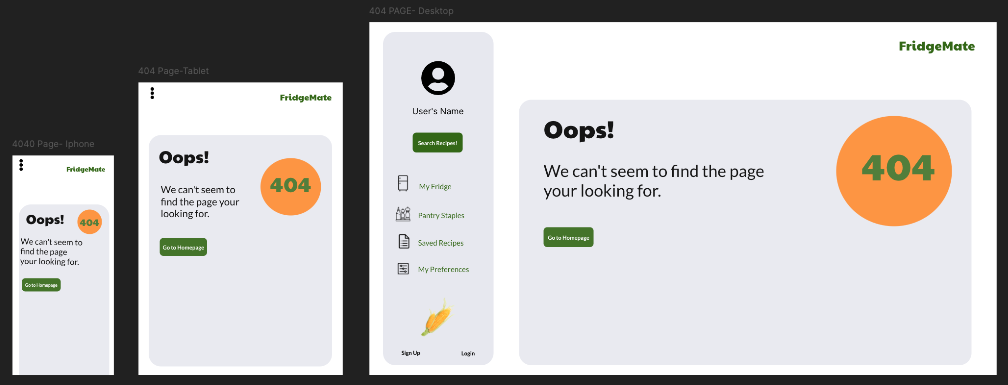 4040 Page- Iphone
FridgeMate
Oops!
404
We can't seem to
find the page
your looking for.
Go to Homepage
404 Page-Tablet
FridgeMate
Oops!
404
We can't seem to
find the page your
looking for.
Go to Homepage
404 PAGE- Desktop
User's Name
Search Recipes!
My Fridge
Pantry Staples
Saved Recipes
My Preferences
Sign Up
Login
FridgeMate
Oops!
We can't seem to find the page
your looking for.
404
Go to Homepage